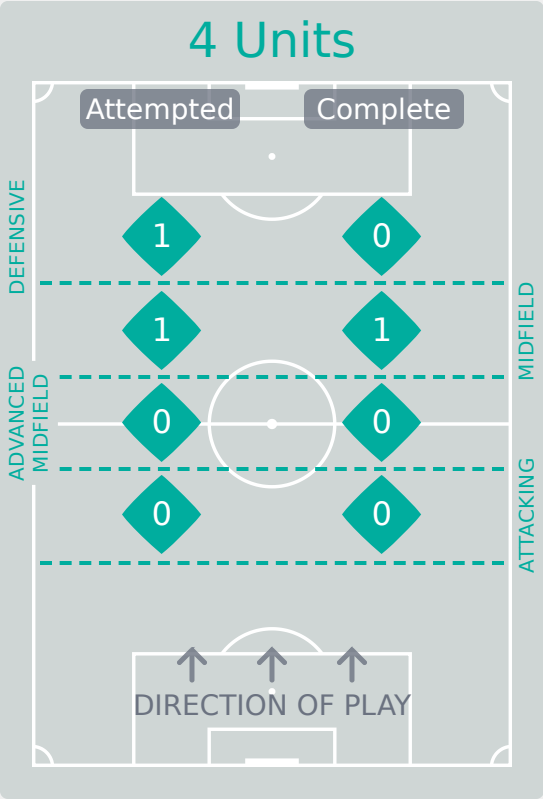 4 Units
Attempted
Complete
DEFENSIVE
1
0
MIDFIELD
1
1
ADVANCED
MIDFIELD
0
0
ATTACKING
0
0
DIRECTION OF PLAY